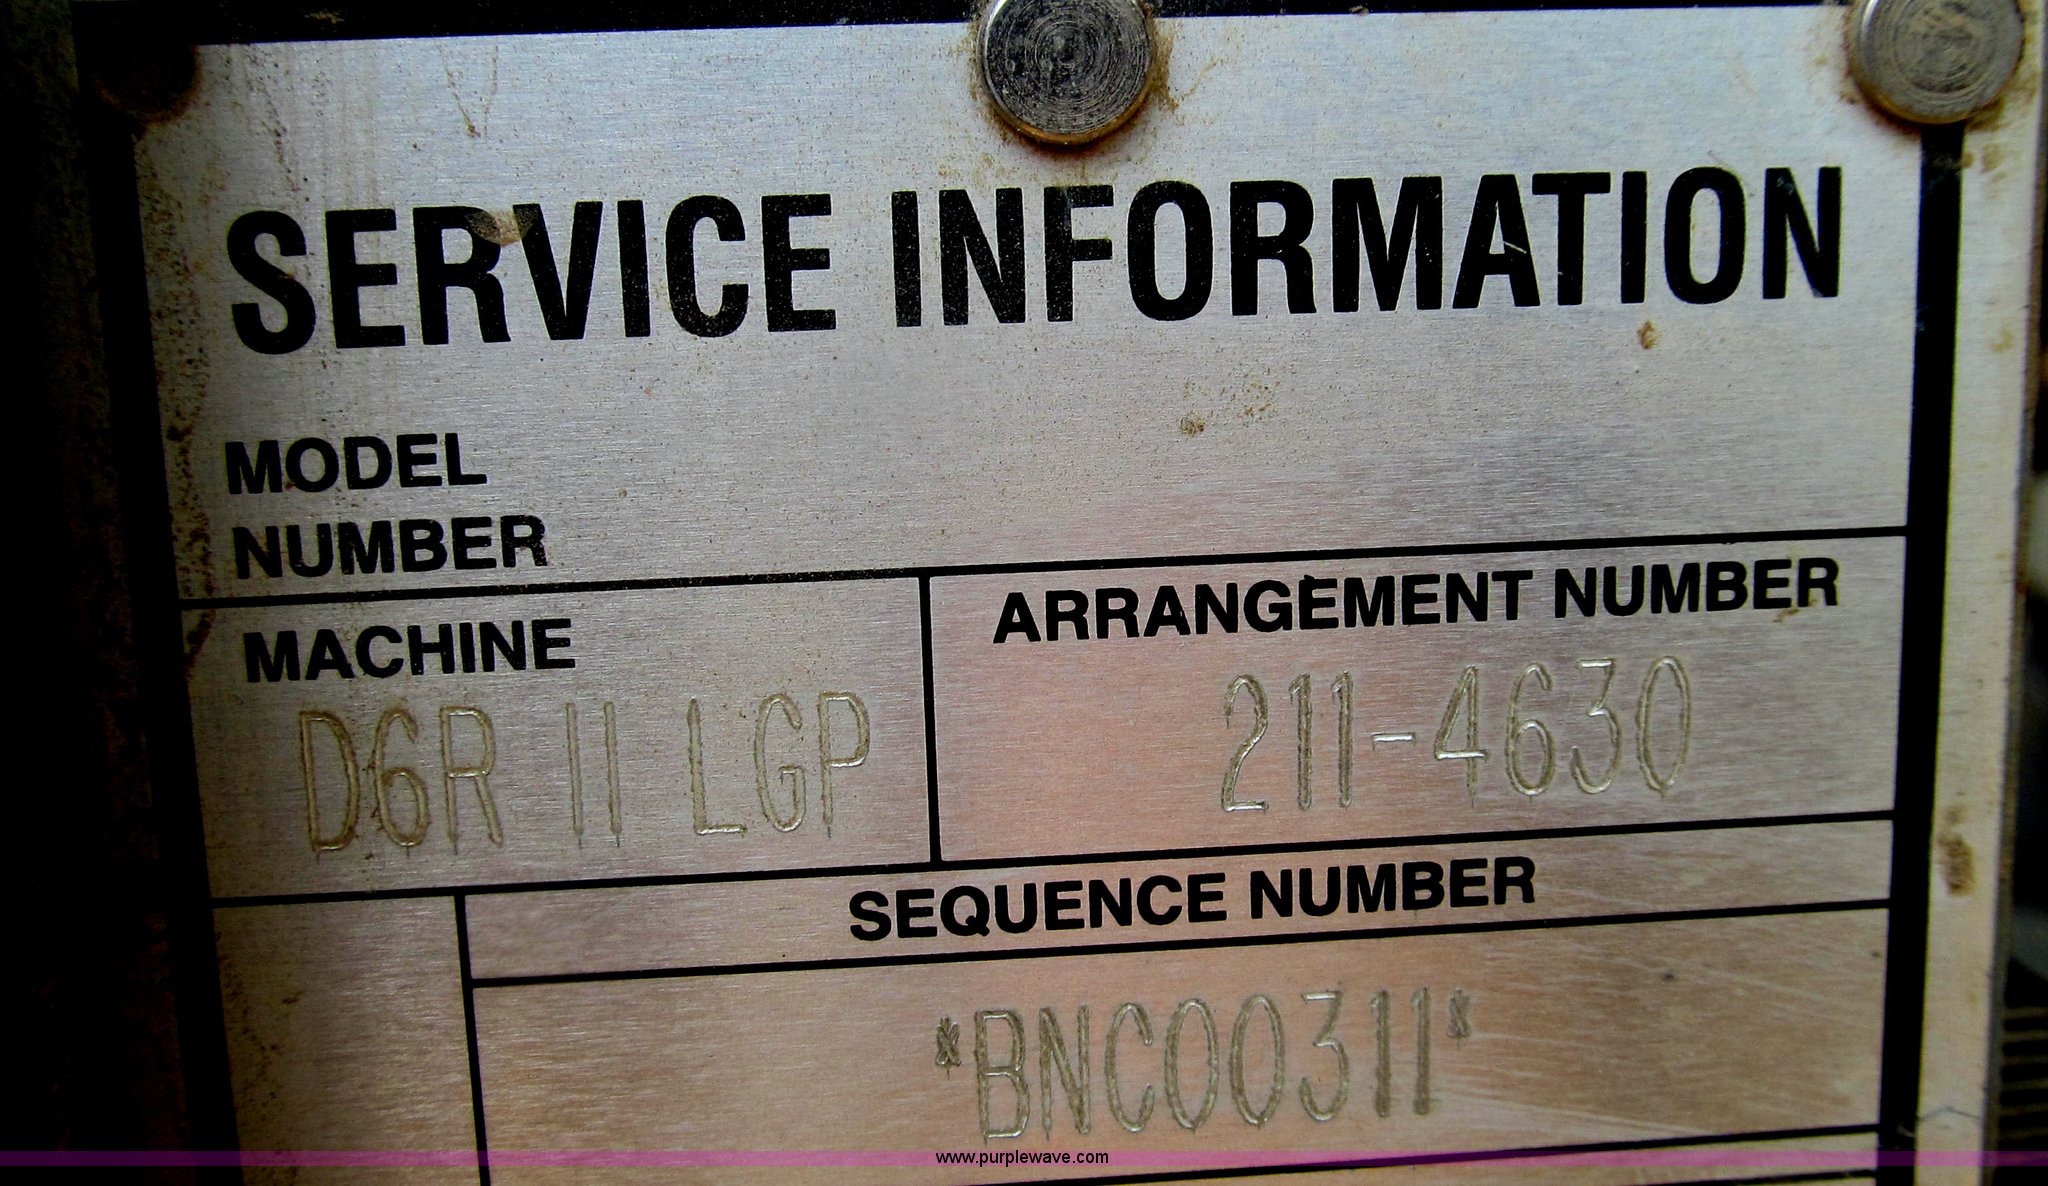 SERVICE INFORMATION
MODEL
NUMBER
MACHINE
D6R II LGP
ARRANGEMENT NUMBER
211-4630
SEQUENCE NUMBER
*BNC00311*
www.purplewave.com